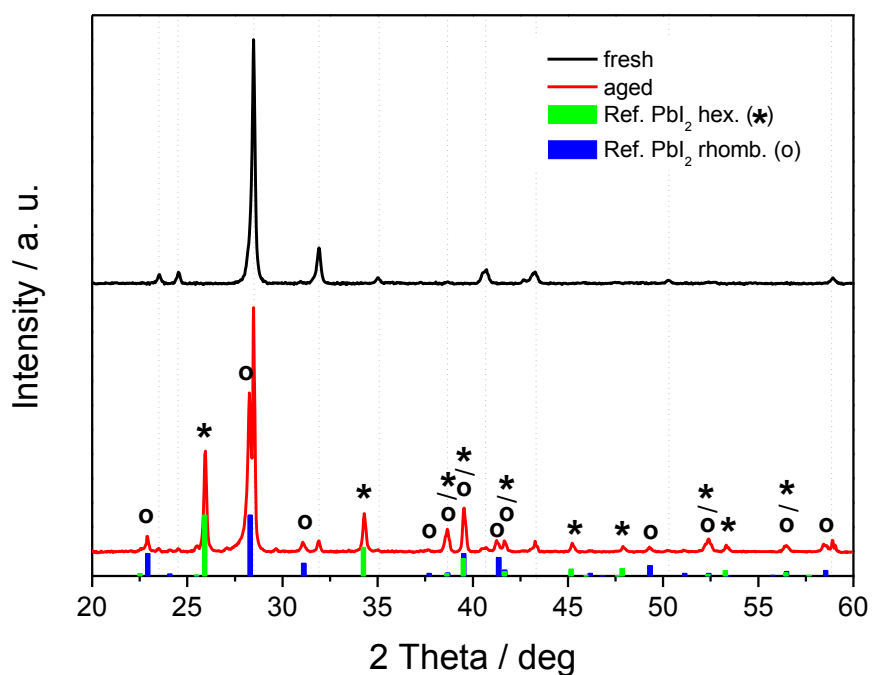 fresh
aged
Ref. PbI₂ hex. (*)
Ref. PbI₂ rhomb. (o)
Intensity / a. u.
o
*
o
o
*
o
*/o
*/o
o
*/o
*
*
o
*/o
*
*/o
o
20 25 30 35 40 45 50 55 60
2 Theta / deg